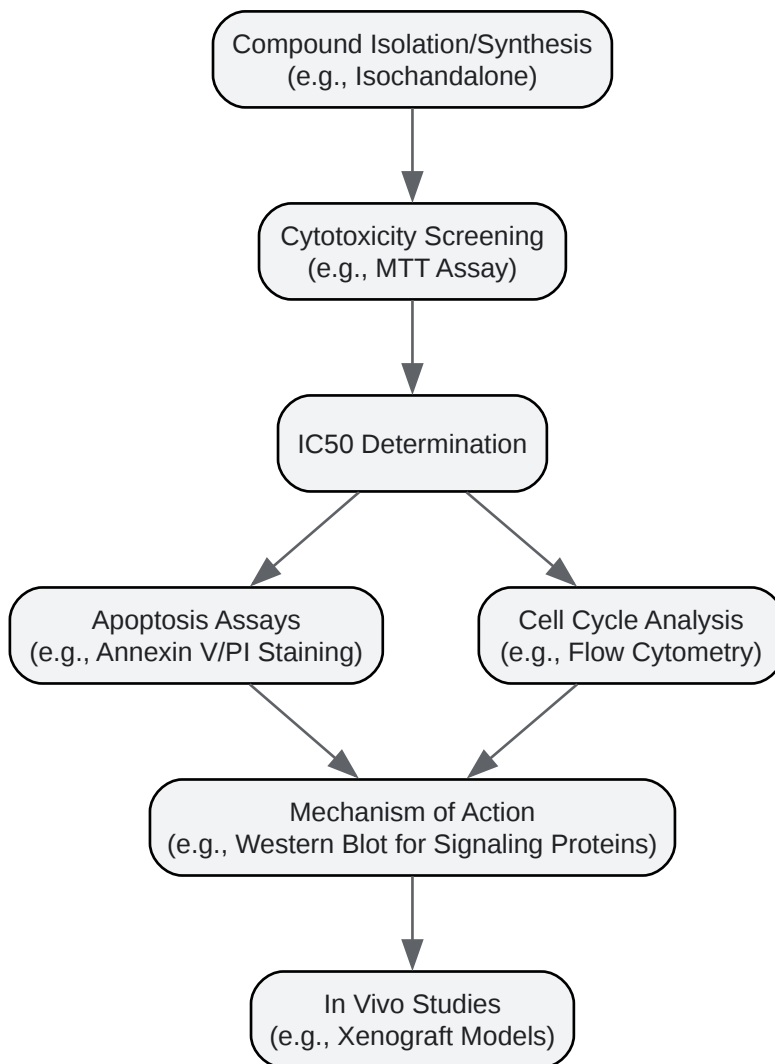 Compound Isolation/Synthesis
(e.g., Isochandalone)
Cytotoxicity Screening
(e.g., MTT Assay)
IC50 Determination
Apoptosis Assays
(e.g., Annexin V/PI Staining)
Cell Cycle Analysis
(e.g., Flow Cytometry)
Mechanism of Action
(e.g., Western Blot for Signaling Proteins)
In Vivo Studies
(e.g., Xenograft Models)